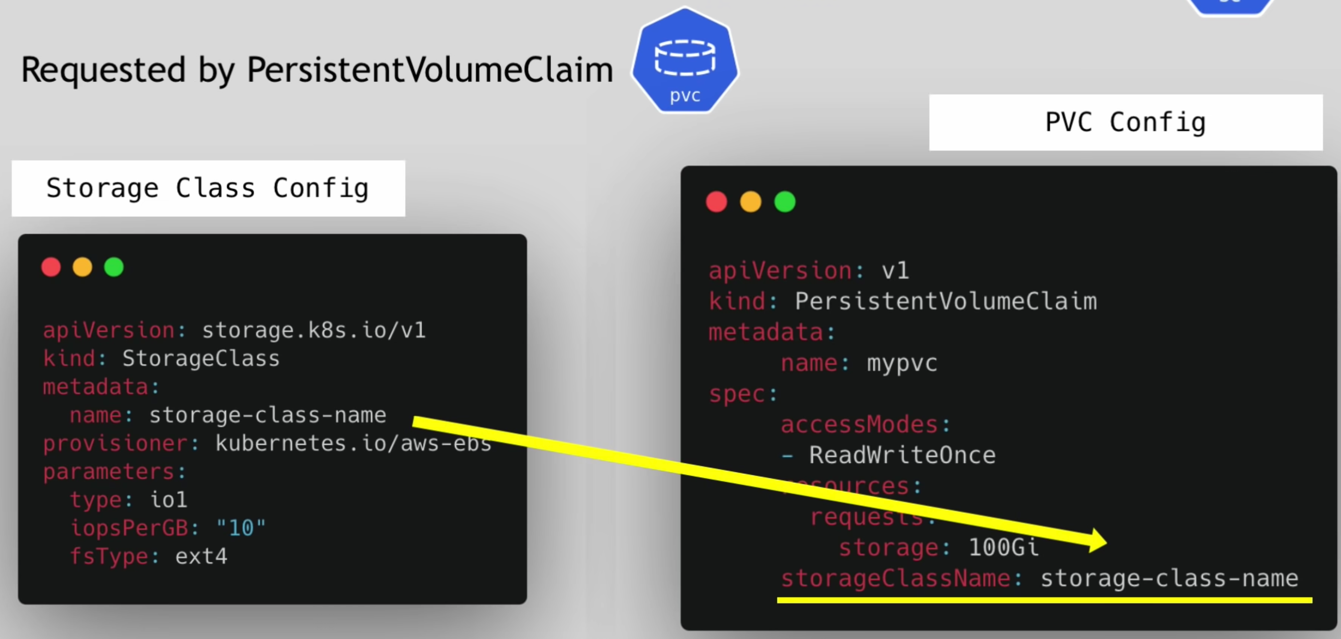 Requested by PersistentVolumeClaim
pvc
Storage Class Config
apiVersion: storage.k8s.io/v1
kind: StorageClass
metadata:
  name: storage-class-name
provisioner: kubernetes.io/aws-ebs
parameters:
  type: io1
  iopsPerGB: "10"
  fsType: ext4
PVC Config
apiVersion: v1
kind: PersistentVolumeClaim
metadata:
     name: mypvc
spec:
     accessModes:
     - ReadWriteOnce
     resources:
       requests:
         storage: 100Gi
     storageClassName: storage-class-name